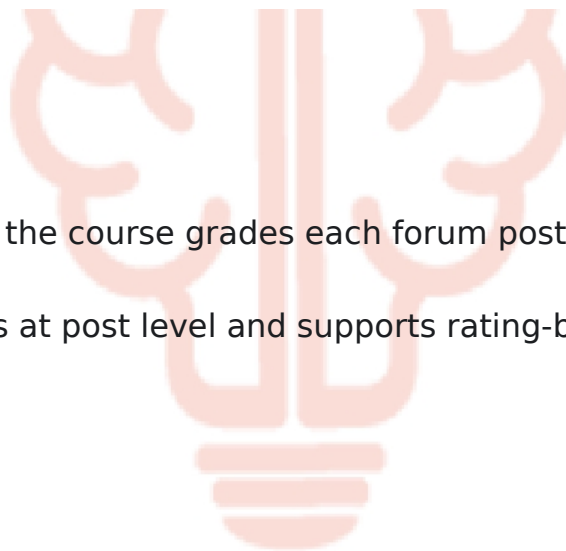 the course grades each forum post
s at post level and supports rating-b